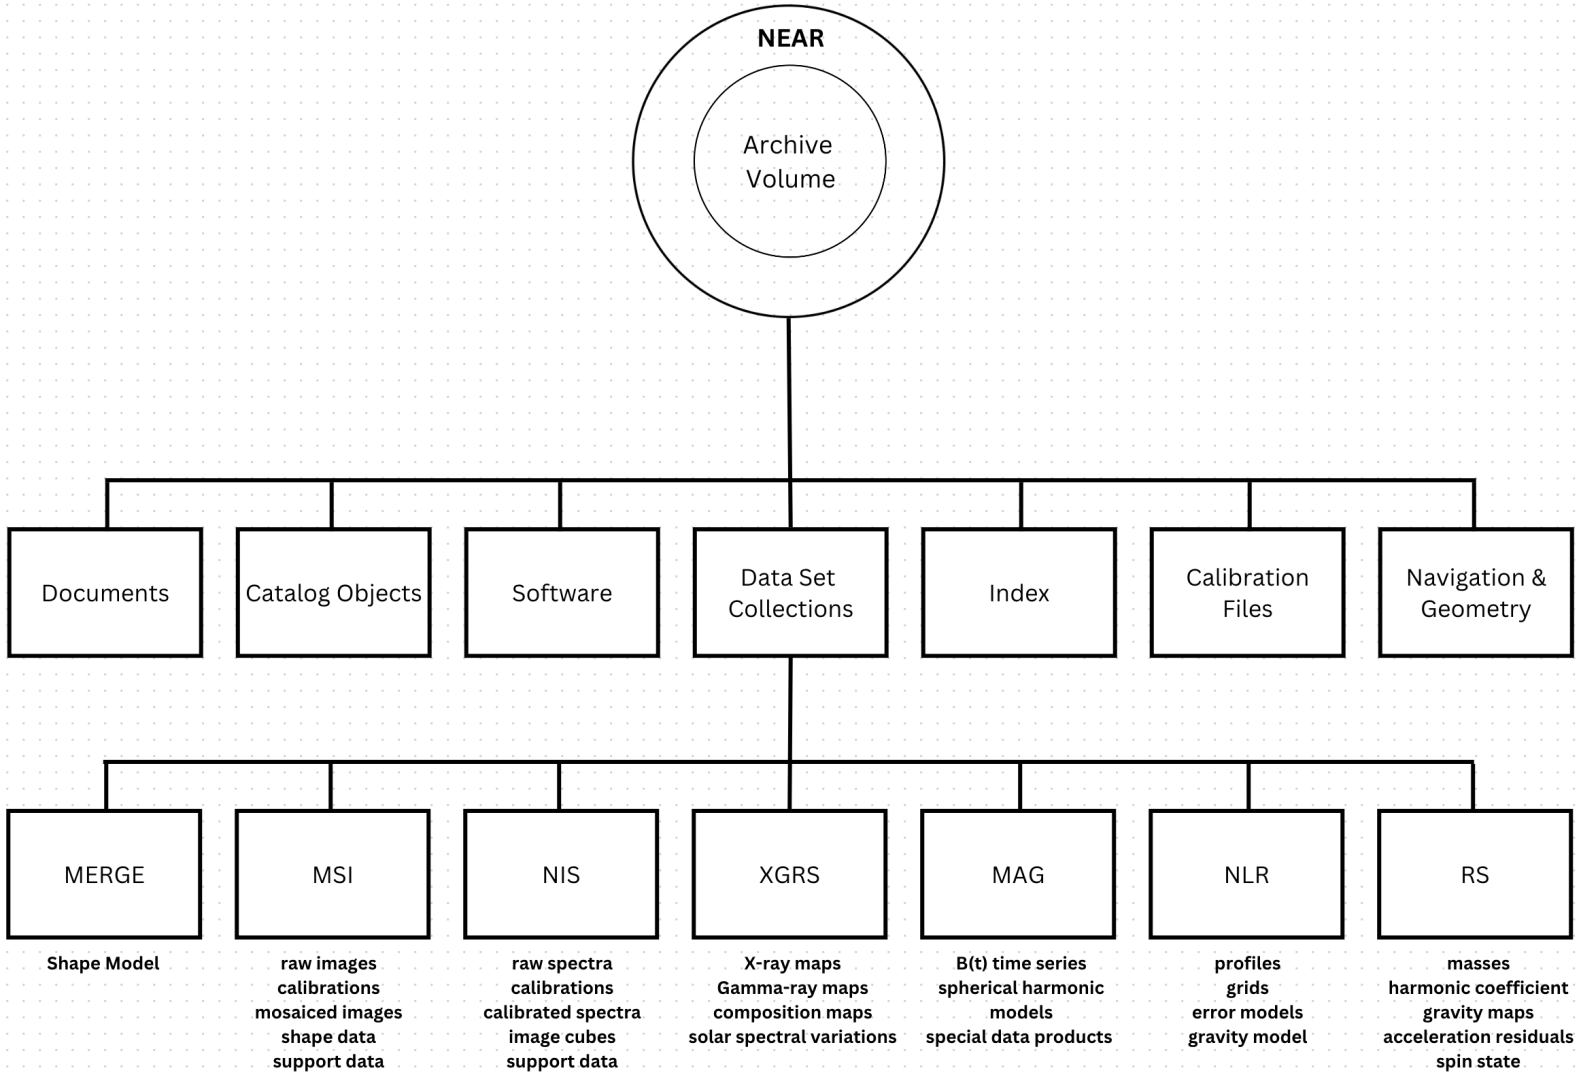 NEAR
Archive
Volume
Documents
Catalog Objects
Software
Data Set
Collections
Index
Calibration
Files
Navigation &
Geometry
MERGE
MSI
NIS
XGRS
MAG
NLR
RS
Shape Model
raw images
calibrations
mosaiced images
shape data
support data
raw spectra
calibrations
calibrated spectra
image cubes
support data
X-ray maps
Gamma-ray maps
composition maps
solar spectral variations
B(t) time series
spherical harmonic
models
special data products
profiles
grids
error models
gravity model
masses
harmonic coefficient
gravity maps
acceleration residuals
spin state